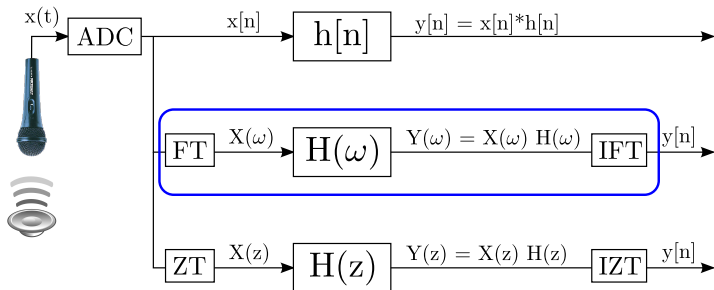 x(t)
ADC
x[n]
h[n]
y[n] = x[n]*h[n]
FT
X(ω)
H(ω)
Y(ω) = X(ω) H(ω)
IFT
y[n]
ZT
X(z)
H(z)
Y(z) = X(z) H(z)
IZT
y[n]